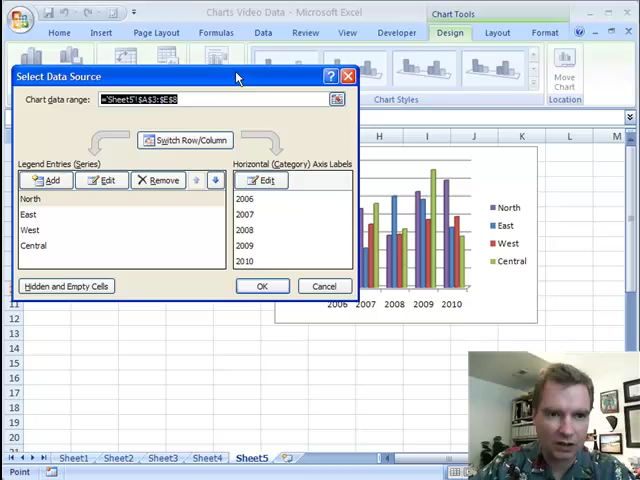 Charts Video Data - Microsoft Excel
Chart Tools
Home Insert Page Layout Formulas Data Review View Developer Design Layout Format
Select Data Source
Move
Chart
Chart Styles
Location
Chart data range: ='Sheet5'!$A$3:$E$8
Switch Row/Column
Legend Entries (Series)
Horizontal (Category) Axis Labels
Add Edit Remove
Edit
North
East
West
Central
2006
2007
2008
2009
2010
Hidden and Empty Cells
OK Cancel
H I J K L M
North
East
West
Central
2006 2007 2008 2009 2010
11
12
13
14
15
16
17
18
19
20
Sheet1 Sheet2 Sheet3 Sheet4 Sheet5
Point